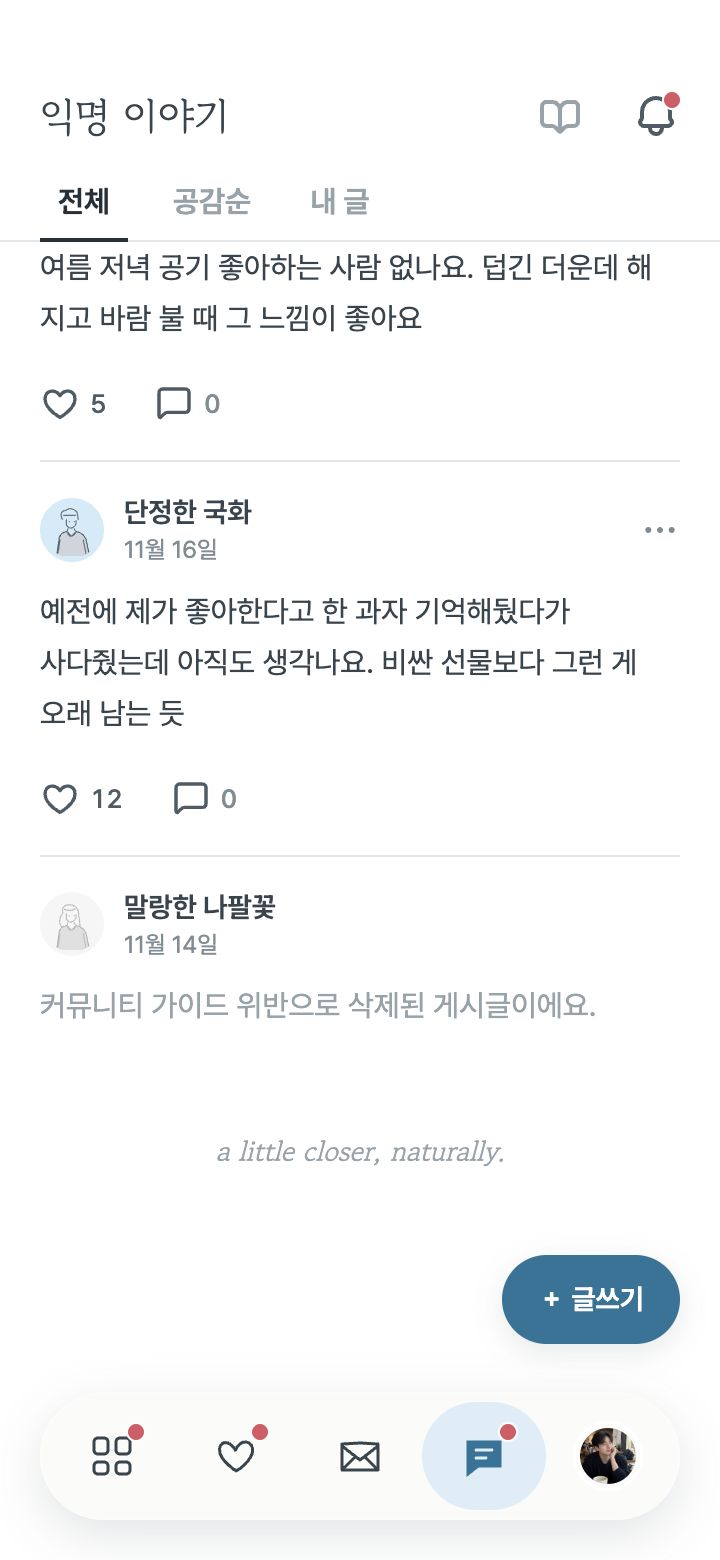 익명 이야기
전체 공감순 내 글
여름 저녁 공기 좋아하는 사람 없나요. 덥긴 더운데 해
지고 바람 불 때 그 느낌이 좋아요
5 0
단정한 국화
11월 16일
예전에 제가 좋아한다고 한 과자 기억해뒀다가
사다줬는데 아직도 생각나요. 비싼 선물보다 그런 게
오래 남는 듯
12 0
말랑한 나팔꽃
11월 14일
커뮤니티 가이드 위반으로 삭제된 게시글이에요.
a little closer, naturally.
+ 글쓰기